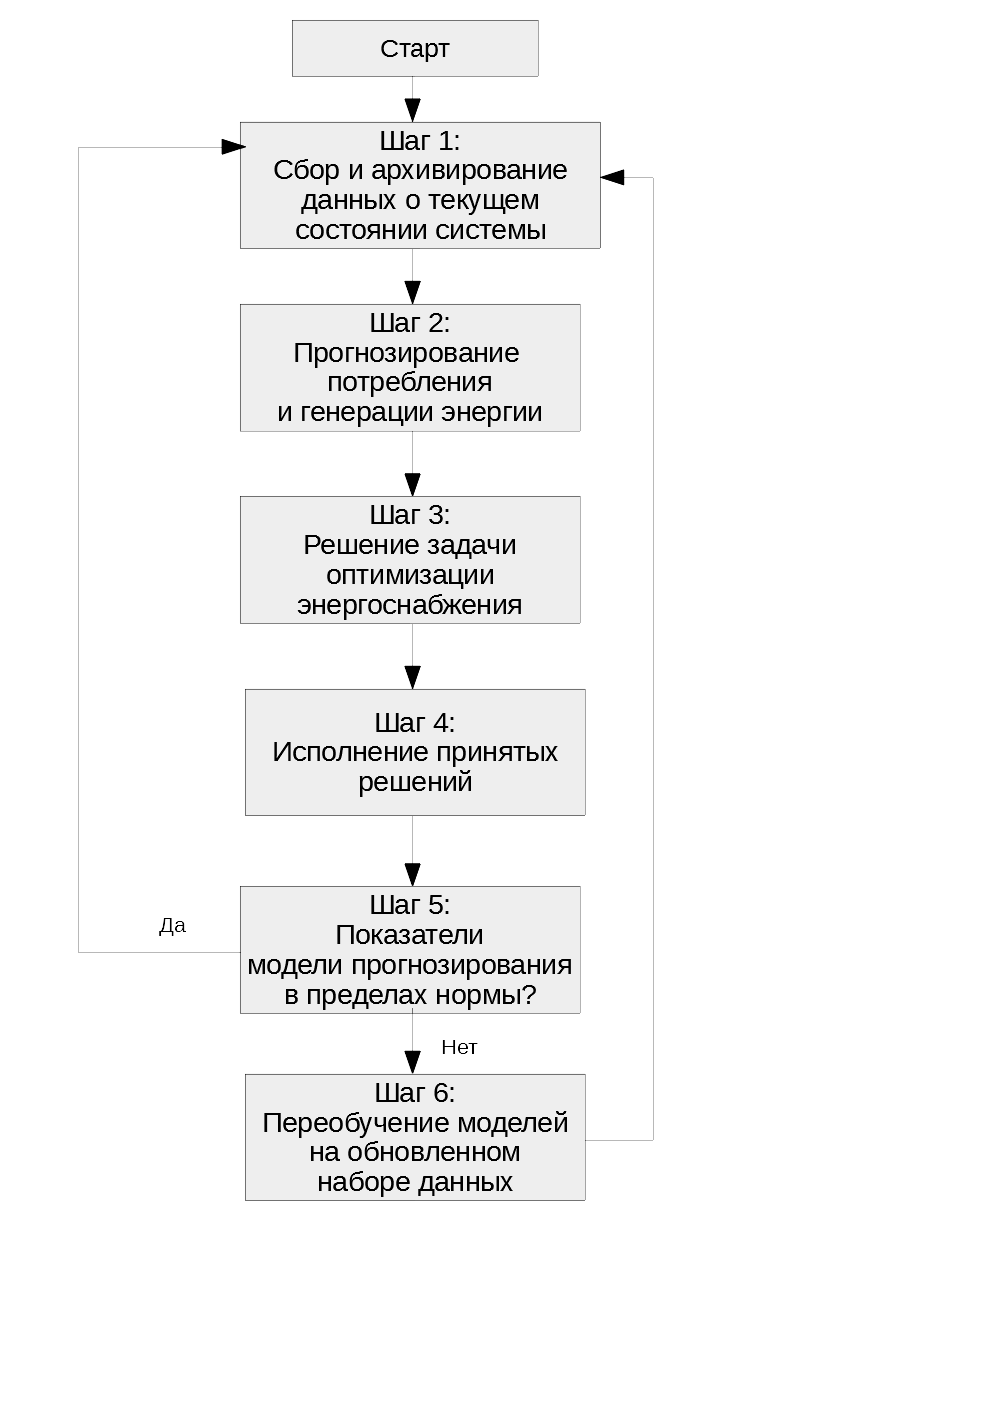 Старт
Шаг 1:
Сбор и архивирование
данных о текущем
состоянии системы
Шаг 2:
Прогнозирование
потребления
и генерации энергии
Шаг 3:
Решение задачи
оптимизации
энергоснабжения
Шаг 4:
Исполнение принятых
решений
Шаг 5:
Показатели
модели прогнозирования
в пределах нормы?
Да
Нет
Шаг 6:
Переобучение моделей
на обновленном
наборе данных